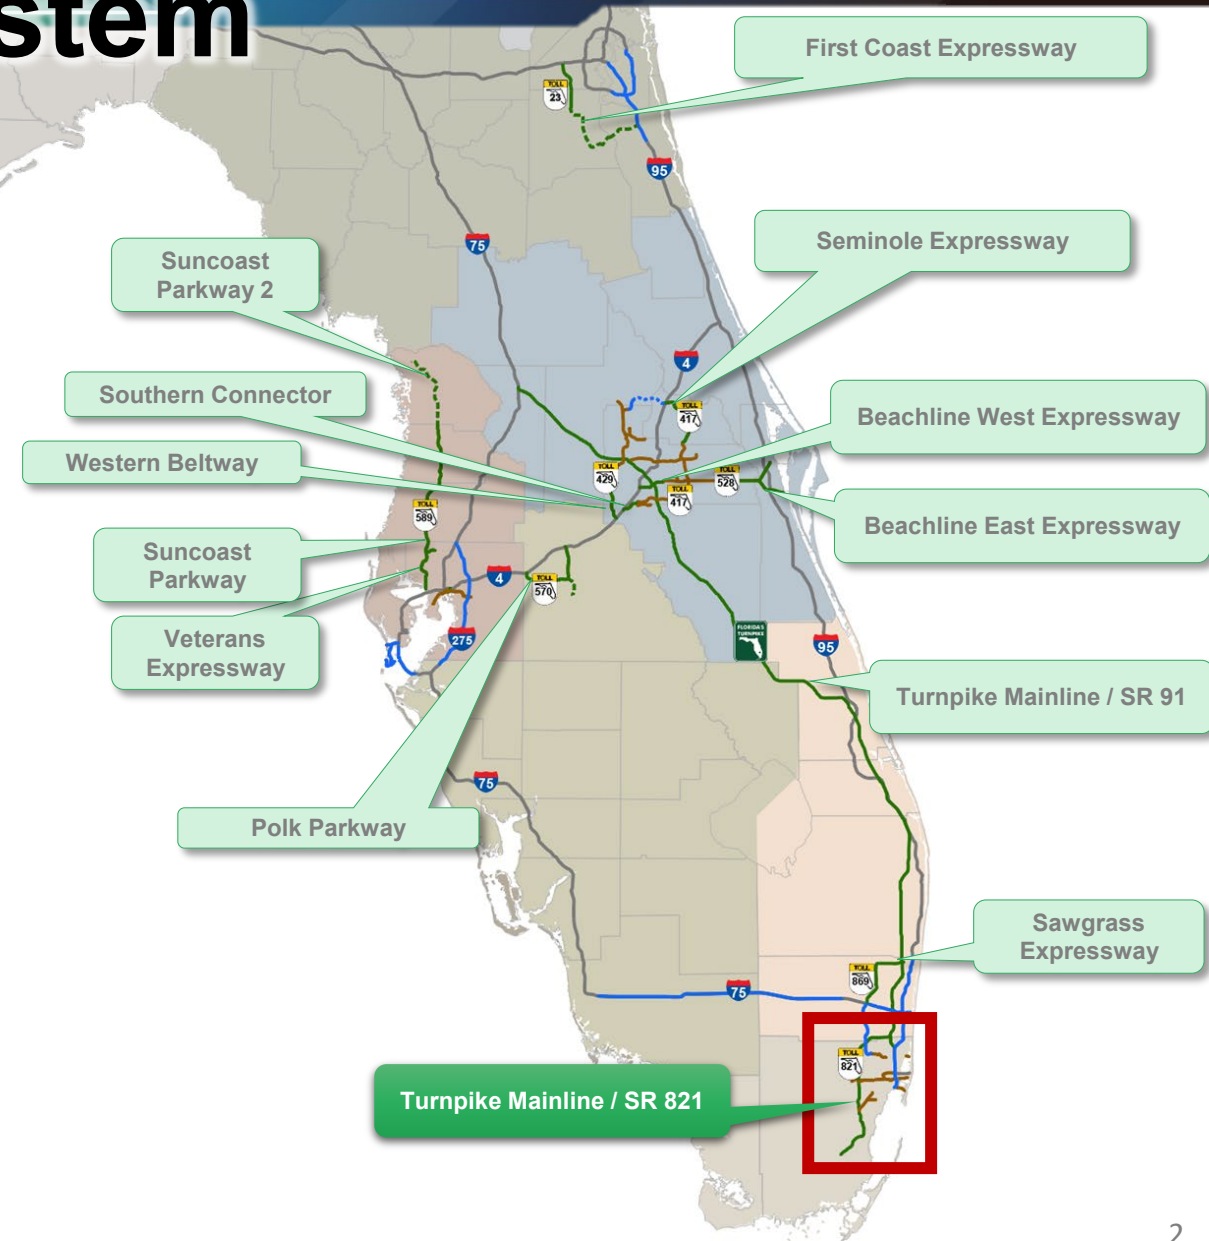 stem
First Coast Expressway
TOLL
23
95
75
Seminole Expressway
Suncoast
Parkway 2
4
Southern Connector
TOLL
417
Beachline West Expressway
Western Beltway
TOLL
429
TOLL
528
TOLL
417
TOLL
589
Beachline East Expressway
Suncoast
Parkway
4
TOLL
570
Veterans
Expressway
275
FLORIDA'S
TURNPIKE
95
Turnpike Mainline / SR 91
75
Polk Parkway
Sawgrass
Expressway
TOLL
869
75
TOLL
821
Turnpike Mainline / SR 821
2